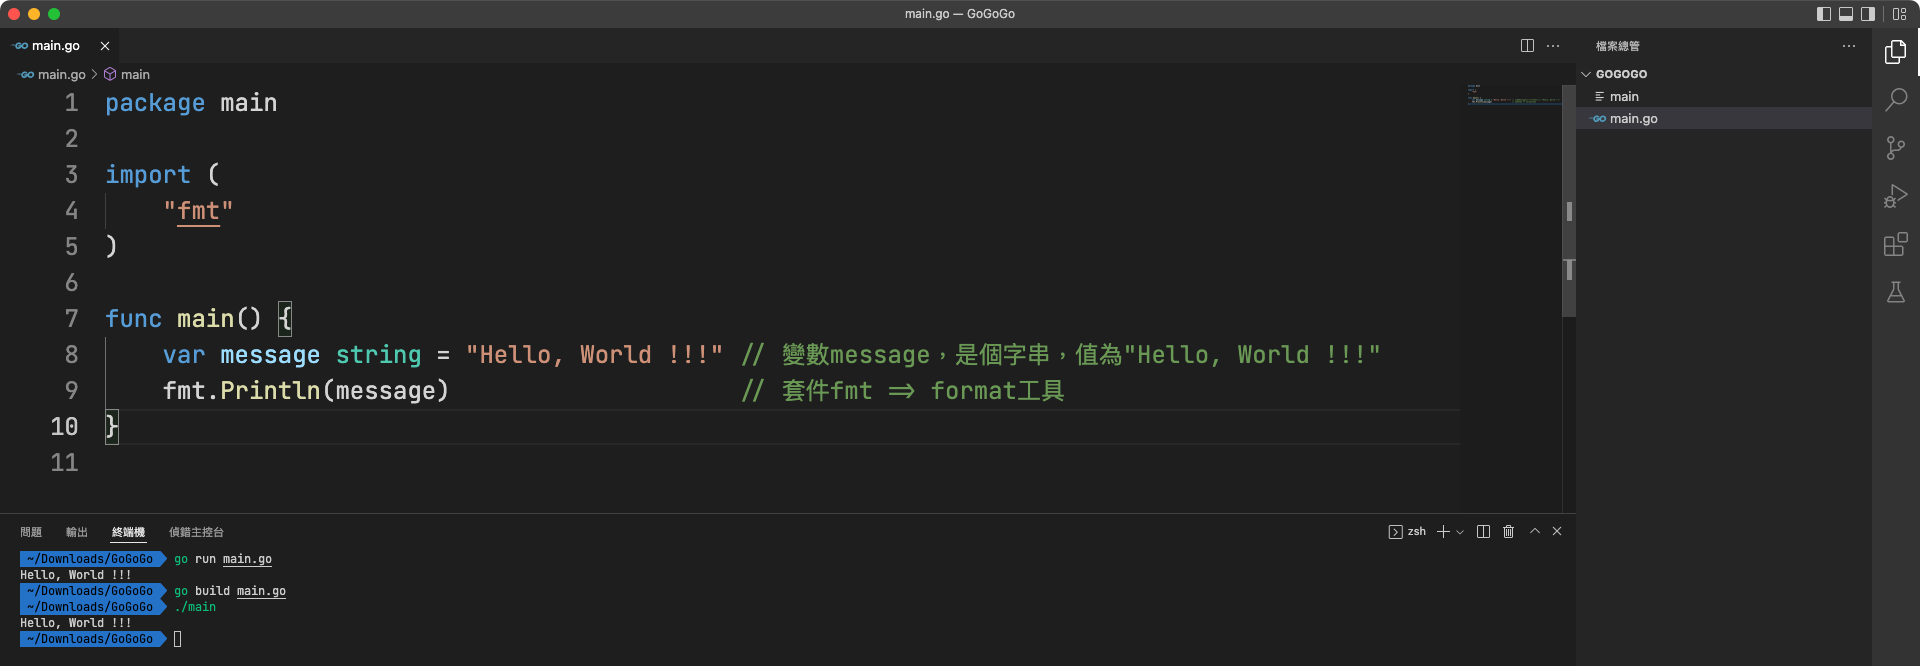 main.go — GoGoGo
GO main.go
GO main.go > main
1 package main
2
3 import (
4 "fmt"
5 )
6
7 func main() {
8 var message string = "Hello, World !!!" // 變數message，是個字串，值為"Hello, World !!!"
9 fmt.Println(message) // 套件fmt => format工具
10 }
11
檔案總管
GOGOGO
main
GO main.go
問題 輸出 終端機 偵錯主控台
zsh
~/Downloads/GoGoGo go run main.go
Hello, World !!!
~/Downloads/GoGoGo go build main.go
~/Downloads/GoGoGo ./main
Hello, World !!!
~/Downloads/GoGoGo